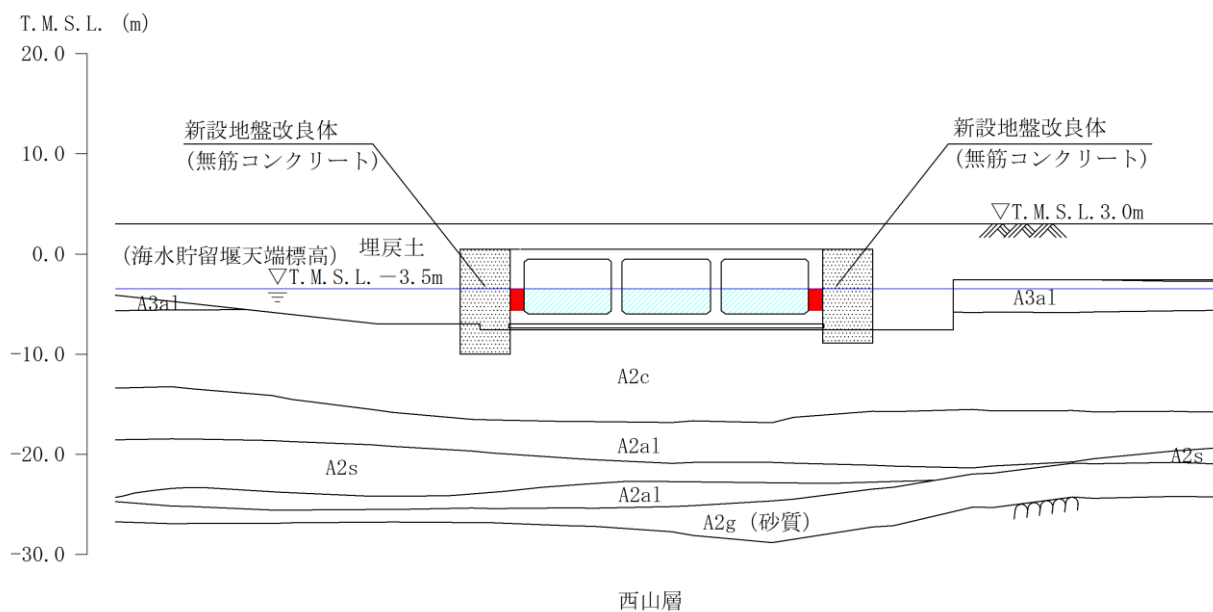 T.M.S.L. (m)
20.0
新設地盤改良体
(無筋コンクリート)
新設地盤改良体
(無筋コンクリート)
10.0
▽T.M.S.L.3.0m
0.0
(海水貯留堰天端標高)
埋戻土
▽T.M.S.L.－3.5m
A3al
A3al
-10.0
A2c
A2al
-20.0
A2s
A2s
A2al
A2g (砂質)
-30.0
西山層